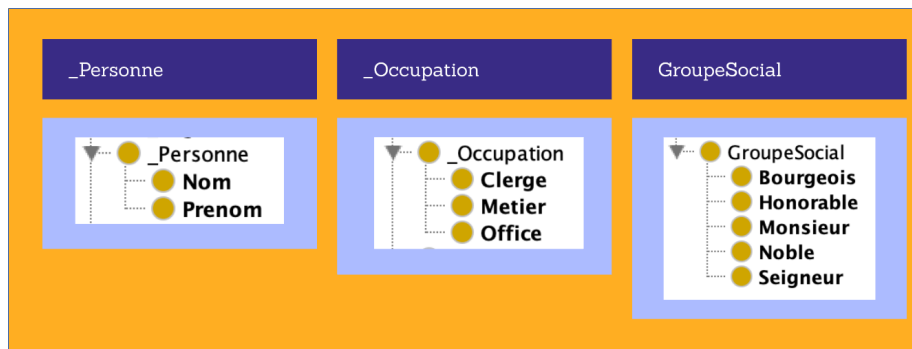 _Personne
_Occupation
GroupeSocial
_Personne
Nom
Prenom
_Occupation
Clerge
Metier
Office
GroupeSocial
Bourgeois
Honorable
Monsieur
Noble
Seigneur